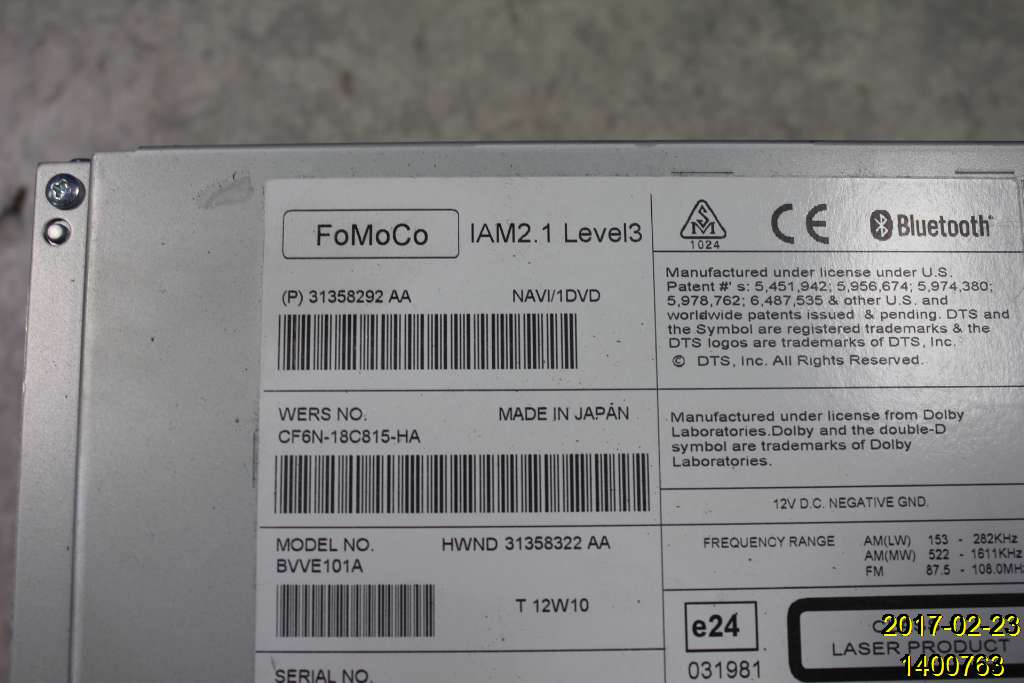 FoMoCo IAM2.1 Level3
(P) 31358292 AA NAVI/1DVD
WERS NO. MADE IN JAPAN
CF6N-18C815-HA
MODEL NO. HWND 31358322 AA
BVVE101A
T 12W10
SERIAL NO.
SVM
1024
CE
Bluetooth
Manufactured under license under U.S.
Patent #' s: 5,451,942; 5,956,674; 5,974,380;
5,978,762; 6,487,535 & other U.S. and
worldwide patents issued & pending. DTS and
the Symbol are registered trademarks & the
DTS logos are trademarks of DTS, Inc.
© DTS, Inc. All Rights Reserved.
Manufactured under license from Dolby
Laboratories.Dolby and the double-D
symbol are trademarks of Dolby
Laboratories.
12V D.C. NEGATIVE GND.
FREQUENCY RANGE AM(LW) 153 - 282KHz
AM(MW) 522 - 1611KHz
FM 87.5 - 108.0MHz
e24
031981
LASER PRODUCT
2017-02-23
1400763